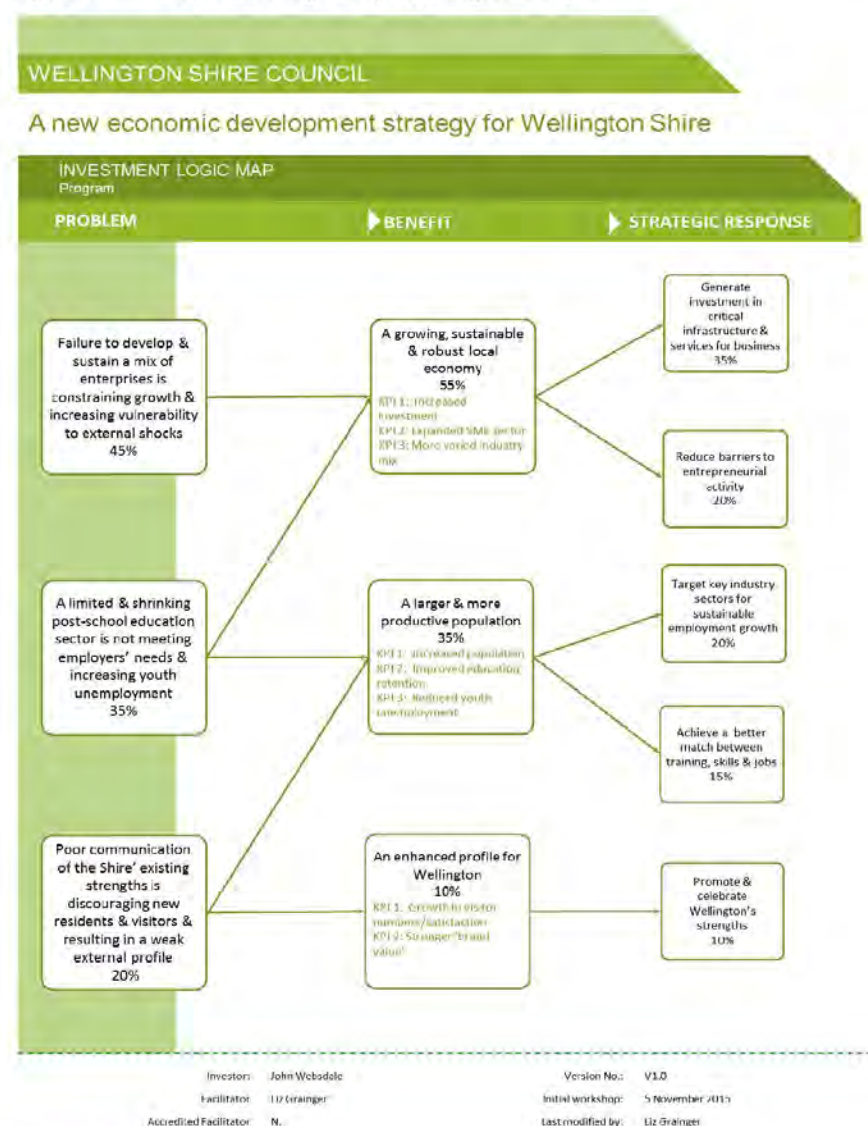 WELLINGTON SHIRE COUNCIL
A new economic development strategy for Wellington Shire
INVESTMENT LOGIC MAP
Program
PROBLEM
BENEFIT
STRATEGIC RESPONSE
Failure to develop &
sustain a mix of
enterprises is
constraining growth &
increasing vulnerability
to external shocks
45%
A limited & shrinking
post-school education
sector is not meeting
employers' needs &
increasing youth
unemployment
35%
Poor communication
of the Shire' existing
strengths is
discouraging new
residents & visitors &
resulting in a weak
external profile
20%
A growing, sustainable
& robust local
economy
55%
KPI 1: Increased
investment
KPI 2: Expanded SME sector
KPI 3: More varied industry
mix
A larger & more
productive population
35%
KPI 1: Increased population
KPI 2: Improved education
retention
KPI 3: Reduced youth
unemployment
An enhanced profile for
Wellington
10%
KPI 1: Growth in visitor
numbers/satisfaction
KPI 2: Stronger 'brand
value'
Generate
investment in
critical
infrastructure &
services for business
35%
Reduce barriers to
entrepreneurial
activity
20%
Target key industry
sectors for
sustainable
employment growth
20%
Achieve a better
match between
training, skills & jobs
15%
Promote &
celebrate
Wellington's
strengths
10%
Investor: John Websdale
Facilitator: Liz Grainger
Accredited Facilitator: N.
Version No.: V1.0
Initial workshop: 5 November 2015
Last modified by: Liz Grainger